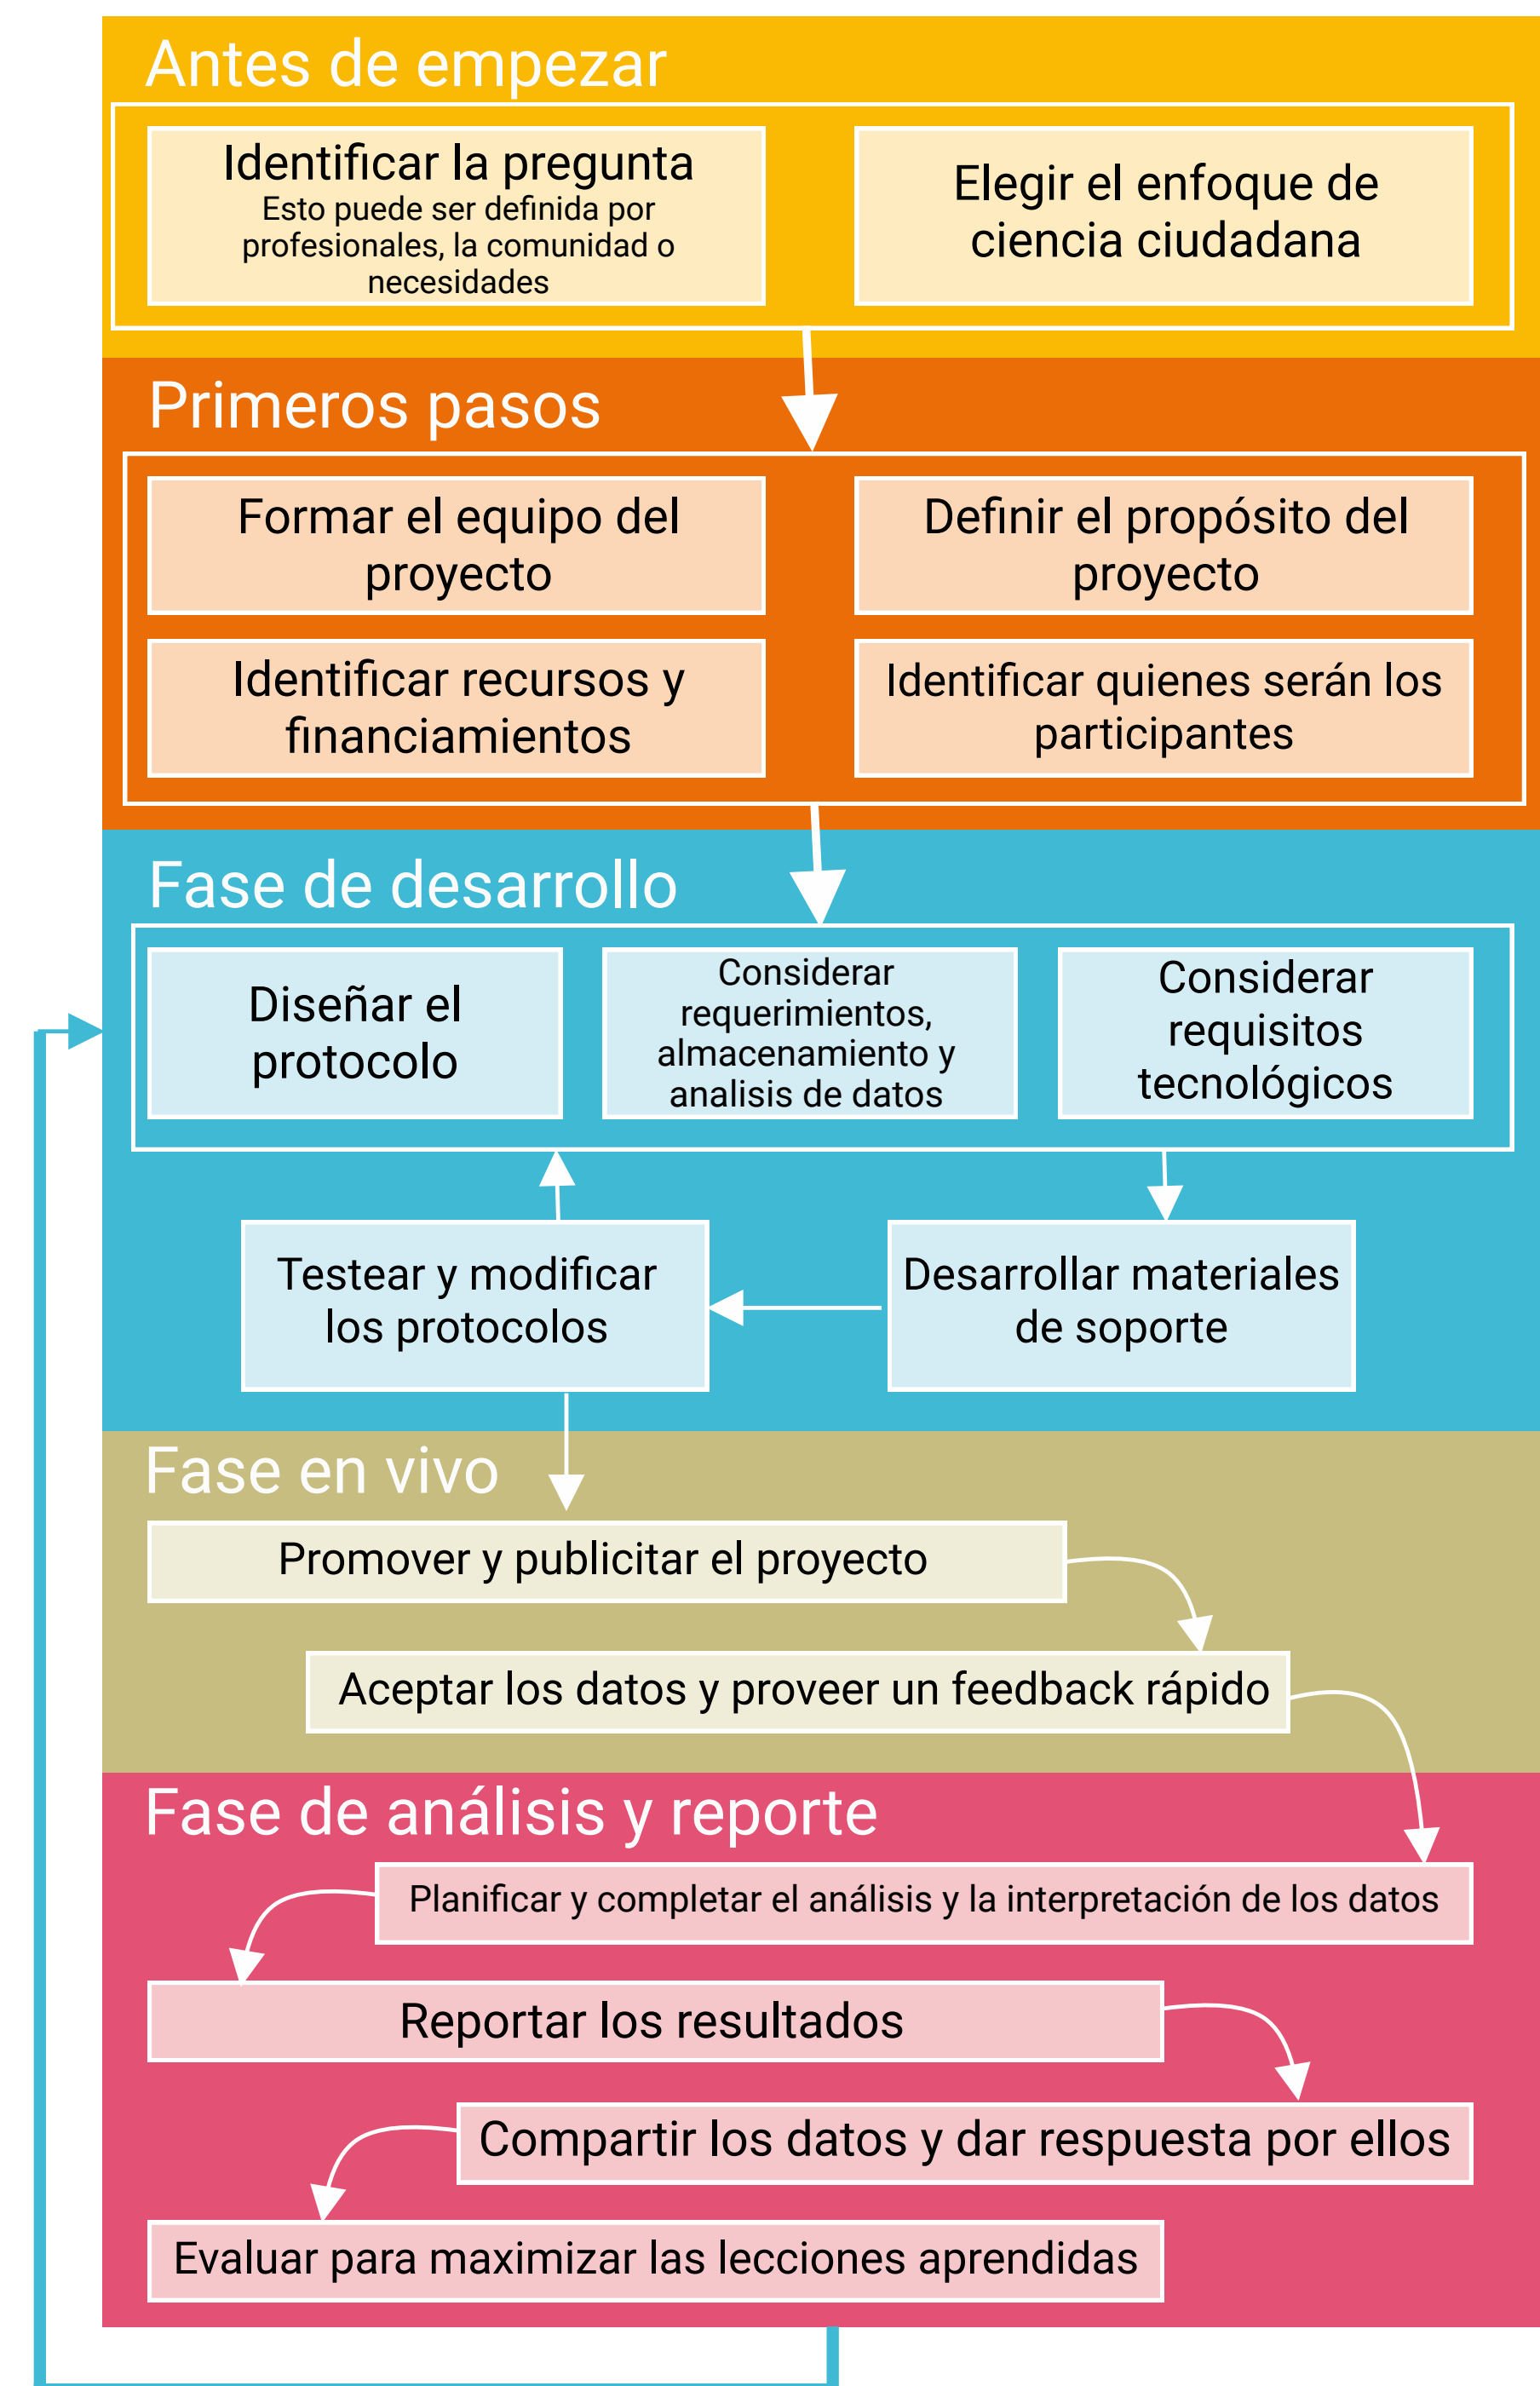 Antes de empezar
Identificar la pregunta
Esto puede ser definida por
profesionales, la comunidad o
necesidades
Elegir el enfoque de
ciencia ciudadana
Primeros pasos
Formar el equipo del
proyecto
Definir el propósito del
proyecto
Identificar recursos y
financiamientos
Identificar quienes serán los
participantes
Fase de desarrollo
Diseñar el
protocolo
Considerar
requerimientos,
almacenamiento y
analisis de datos
Considerar
requisitos
tecnológicos
Testear y modificar
los protocolos
Desarrollar materiales
de soporte
Fase en vivo
Promover y publicitar el proyecto
Aceptar los datos y proveer un feedback rápido
Fase de análisis y reporte
Planificar y completar el análisis y la interpretación de los datos
Reportar los resultados
Compartir los datos y dar respuesta por ellos
Evaluar para maximizar las lecciones aprendidas